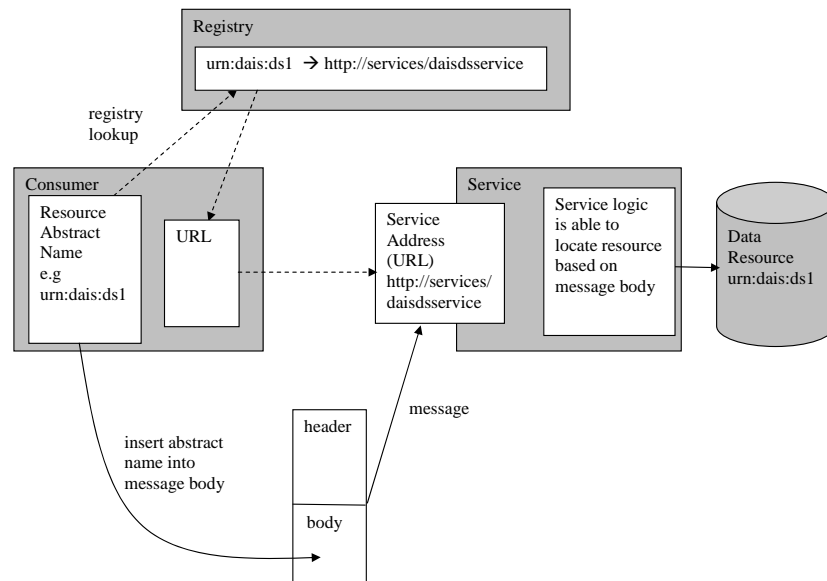 Registry
urn:dais:ds1 → http://services/daisdsservice
registry
lookup
Consumer
Resource
Abstract
Name
e.g
urn:dais:ds1
URL
Service
Address
(URL)
http://services/
daisdsservice
Service
Service logic
is able to
locate resource
based on
message body
Data
Resource
urn:dais:ds1
insert abstract
name into
message body
header
body
message